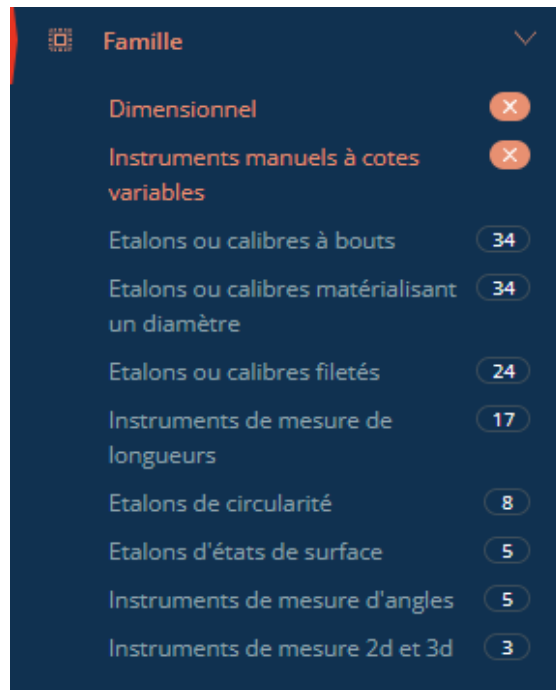 Famille
Dimensionnel
Instruments manuels à cotes
variables
Etalons ou calibres à bouts 34
Etalons ou calibres matérialisant 34
un diamètre
Etalons ou calibres filetés 24
Instruments de mesure de 17
longueurs
Etalons de circularité 8
Etalons d'états de surface 5
Instruments de mesure d'angles 5
Instruments de mesure 2d et 3d 3